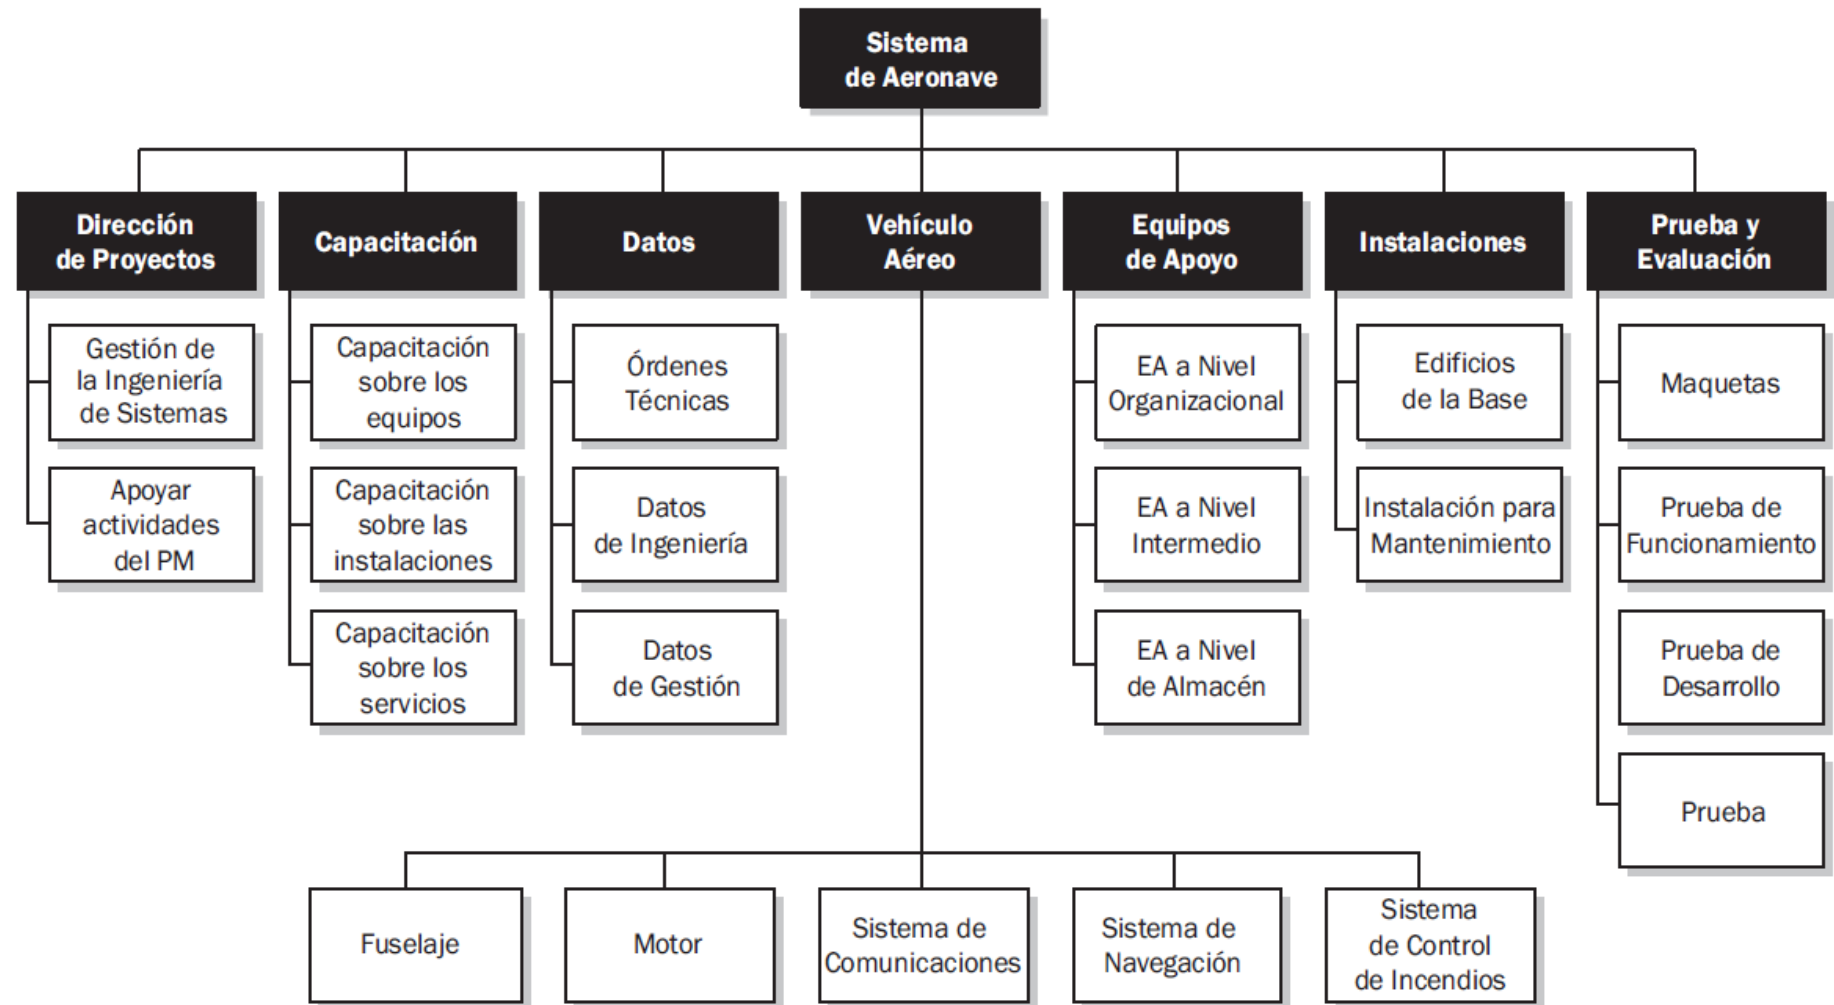 Sistema
de Aeronave
Dirección
de Proyectos
Capacitación
Datos
Vehículo
Aéreo
Equipos
de Apoyo
Instalaciones
Prueba y
Evaluación
Gestión de
la Ingeniería
de Sistemas
Apoyar
actividades
del PM
Capacitación
sobre los
equipos
Capacitación
sobre las
instalaciones
Capacitación
sobre los
servicios
Órdenes
Técnicas
Datos
de Ingeniería
Datos
de Gestión
EA a Nivel
Organizacional
EA a Nivel
Intermedio
EA a Nivel
de Almacén
Edificios
de la Base
Instalación para
Mantenimiento
Maquetas
Prueba de
Funcionamiento
Prueba de
Desarrollo
Prueba
Fuselaje
Motor
Sistema de
Comunicaciones
Sistema de
Navegación
Sistema
de Control
de Incendios